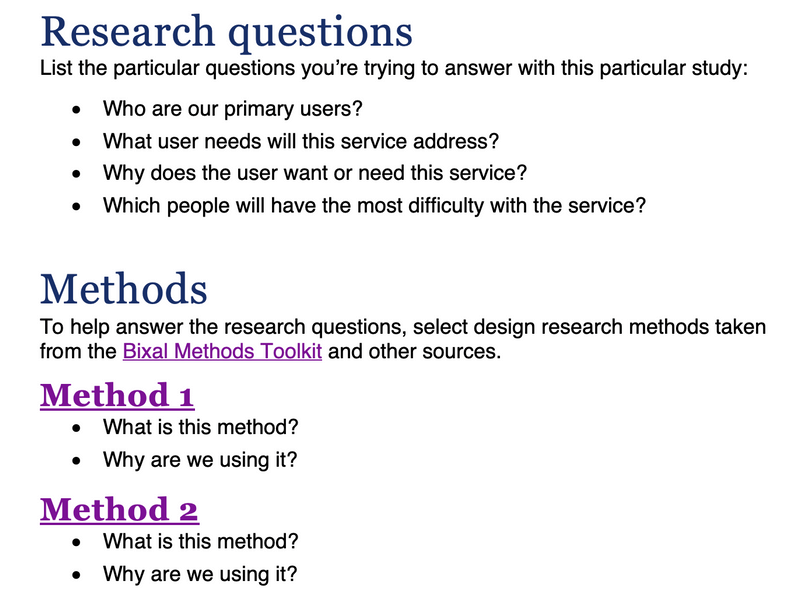 Research questions
List the particular questions you’re trying to answer with this particular study:
• Who are our primary users?
• What user needs will this service address?
• Why does the user want or need this service?
• Which people will have the most difficulty with the service?
Methods
To help answer the research questions, select design research methods taken
from the Bixal Methods Toolkit and other sources.
Method 1
• What is this method?
• Why are we using it?
Method 2
• What is this method?
• Why are we using it?